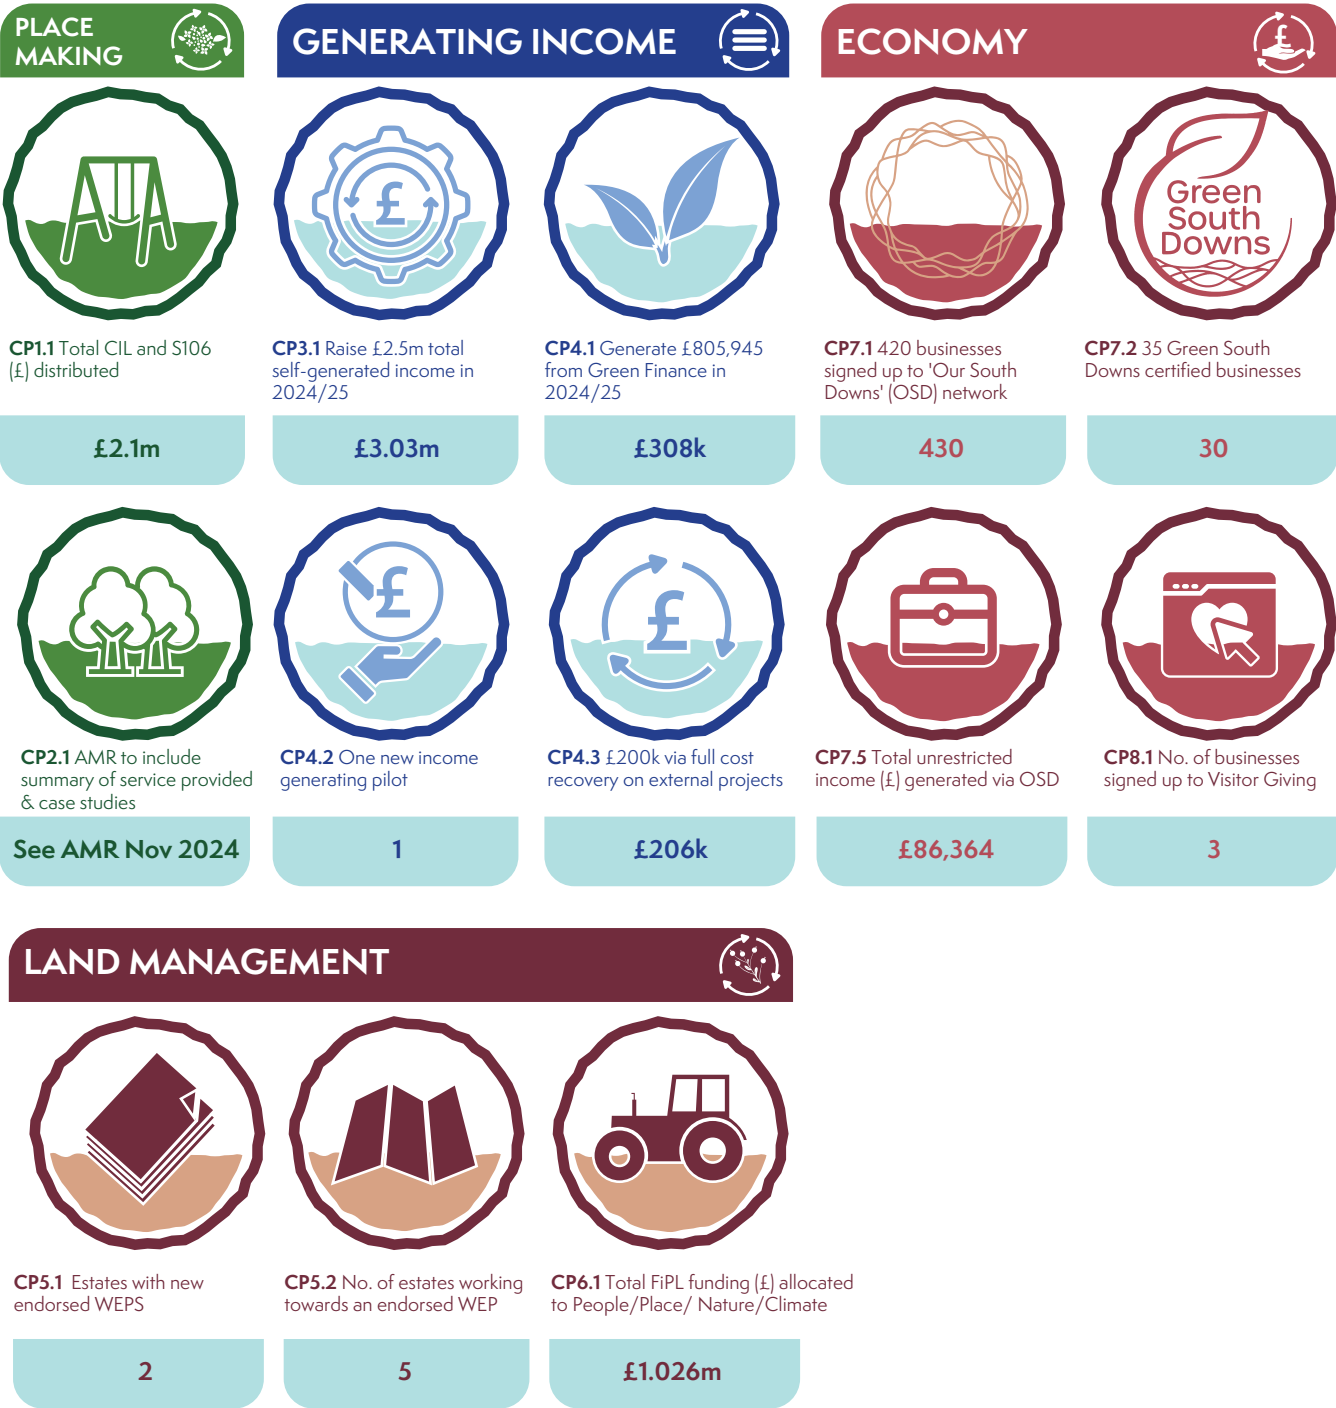 PLACE
MAKING
GENERATING INCOME
ECONOMY
£
£
Green
South
Downs
CP1.1 Total CIL and S106
(£) distributed
£2.1m
CP3.1 Raise £2.5m total
self-generated income in
2024/25
£3.03m
CP4.1 Generate £805,945
from Green Finance in
2024/25
£308k
CP7.1 420 businesses
signed up to 'Our South
Downs' (OSD) network
430
CP7.2 35 Green South
Downs certified businesses
30
£
£
CP2.1 AMR to include
summary of service provided
& case studies
See AMR Nov 2024
CP4.2 One new income
generating pilot
1
CP4.3 £200k via full cost
recovery on external projects
£206k
CP7.5 Total unrestricted
income (£) generated via OSD
£86,364
CP8.1 No. of businesses
signed up to Visitor Giving
3
LAND MANAGEMENT
CP5.1 Estates with new
endorsed WEPS
2
CP5.2 No. of estates working
towards an endorsed WEP
5
CP6.1 Total FiPL funding (£) allocated
to People/Place/ Nature/Climate
£1.026m